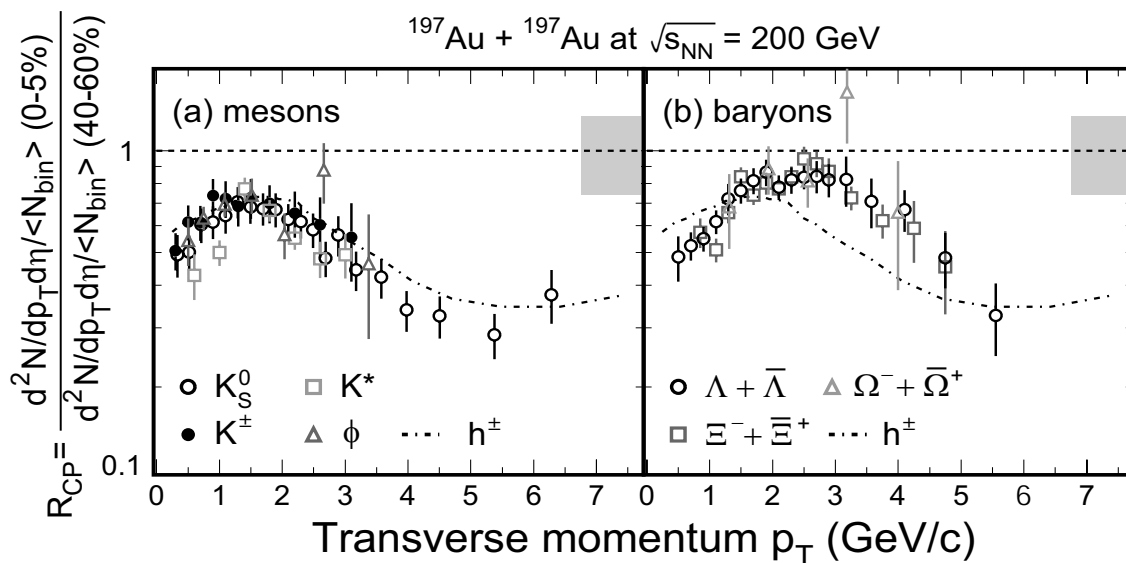 ¹⁹⁷Au + ¹⁹⁷Au at √s_NN = 200 GeV
R_CP = d²N/dp_T dη/<N_bin> (0-5%)
d²N/dp_T dη/<N_bin> (40-60%)
(a) mesons
(b) baryons
1
0.1
K⁰_S
K*
K^±
ϕ
h^±
Λ + Λ̅
Ω⁻ + Ω̅⁺
Ξ⁻ + Ξ̅⁺
h^±
0 1 2 3 4 5 6 7
0 1 2 3 4 5 6 7
Transverse momentum p_T (GeV/c)